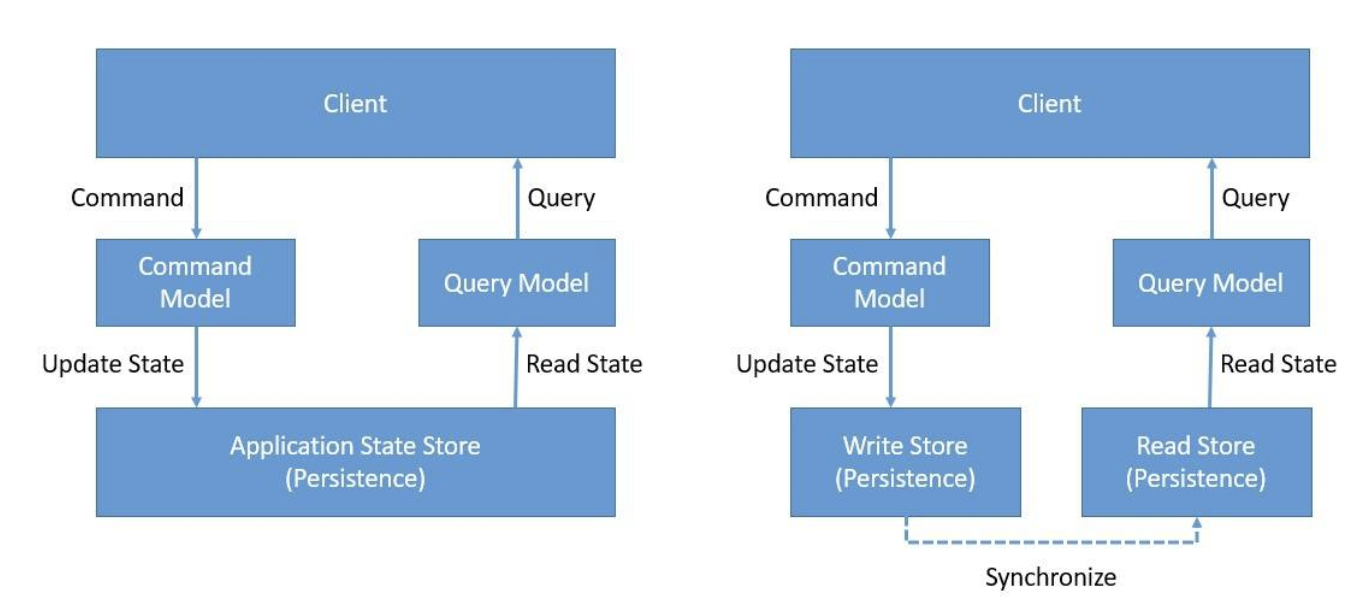 Client
Command
Query
Command
Model
Query Model
Update State
Read State
Application State Store
(Persistence)
Client
Command
Query
Command
Model
Query Model
Update State
Read State
Write Store
(Persistence)
Read Store
(Persistence)
Synchronize